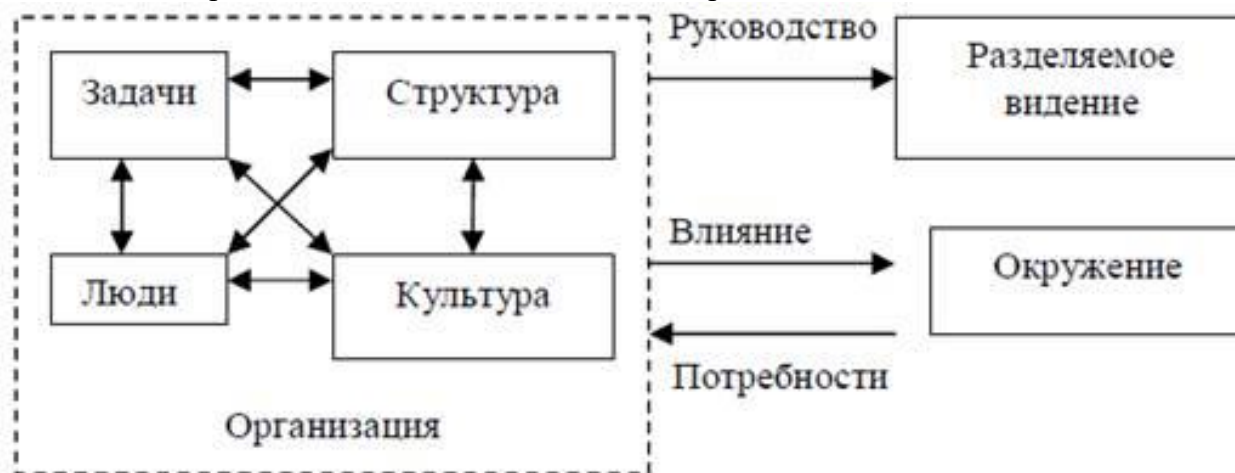 Руководство
Разделяемое
видение
Задачи
Структура
Влияние
Окружение
Люди
Культура
Потребности
Организация